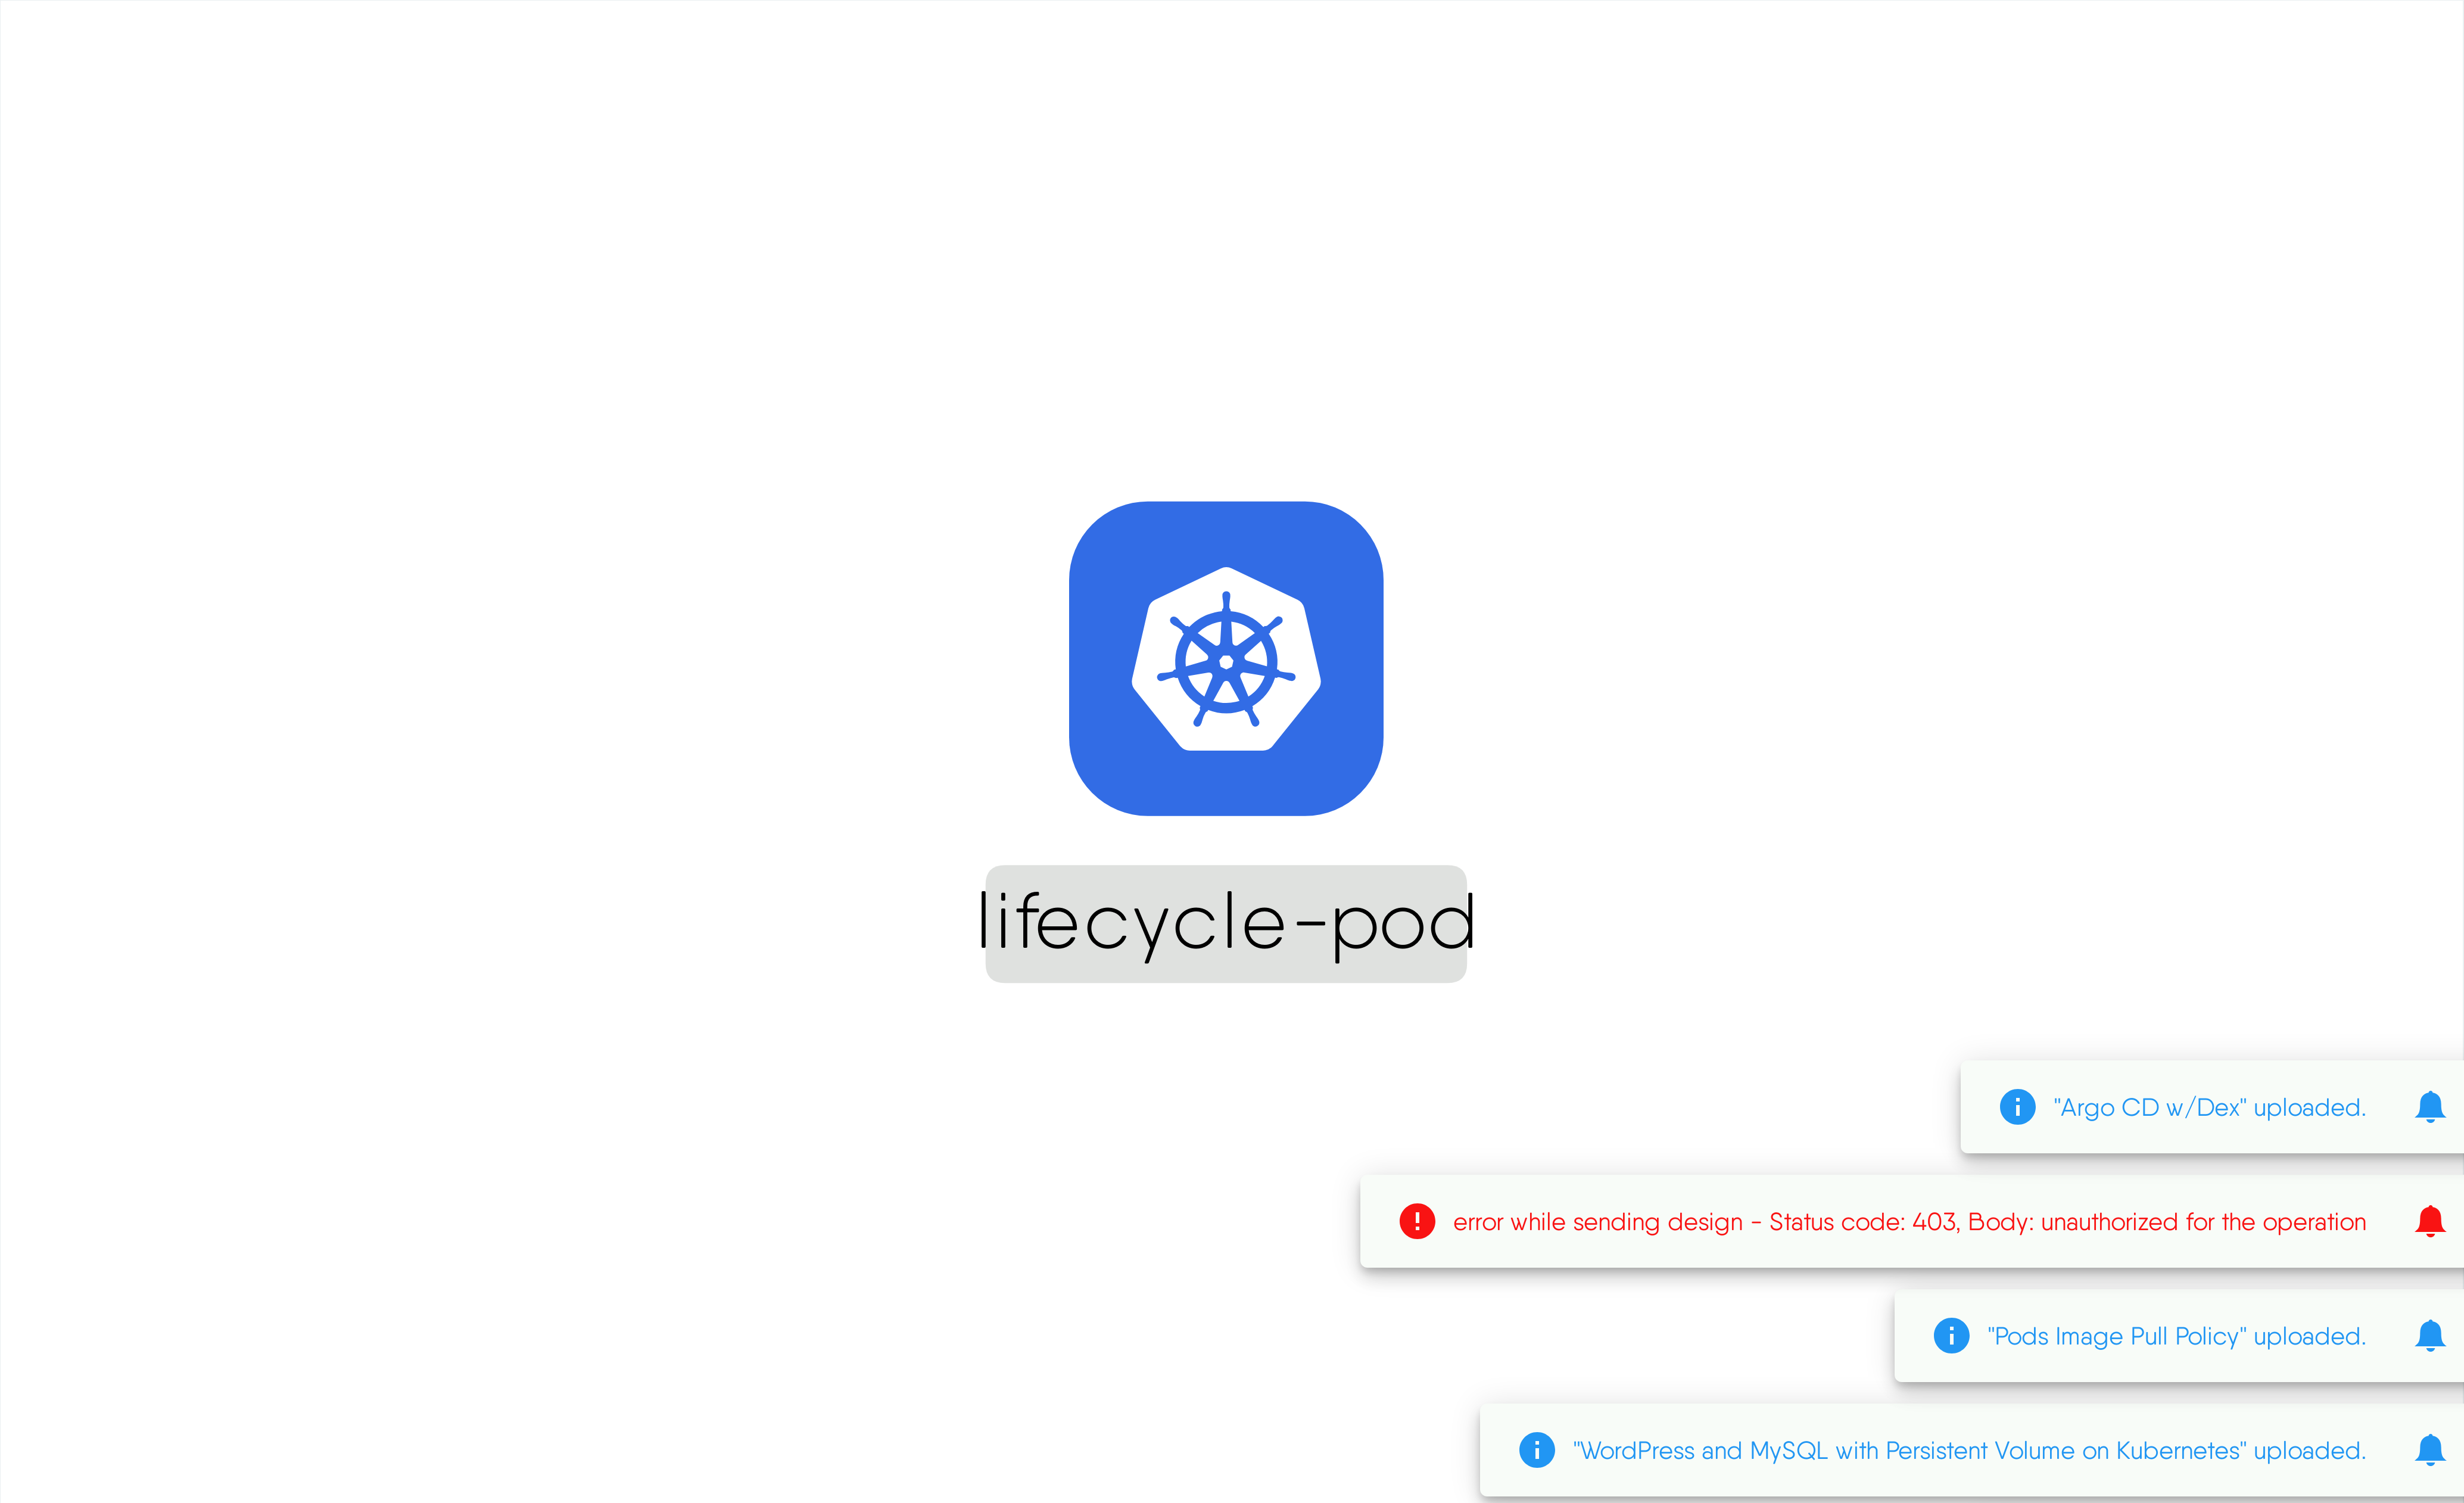 lifecycle-pod
"Argo CD w/Dex" uploaded.
error while sending design - Status code: 403, Body: unauthorized for the operation
"Pods Image Pull Policy" uploaded.
"WordPress and MySQL with Persistent Volume on Kubernetes" uploaded.